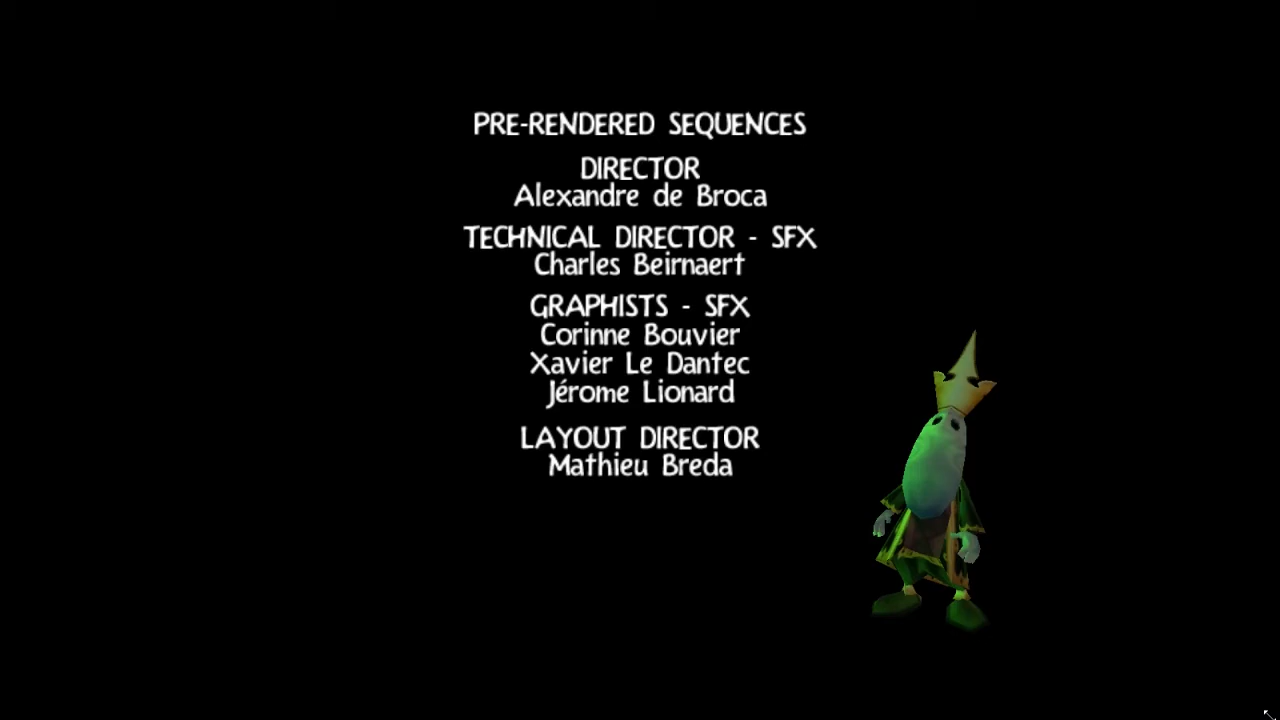 PRE-RENDERED SEQUENCES
DIRECTOR
Alexandre de Broca
TECHNICAL DIRECTOR - SFX
Charles Beirnaert
GRAPHISTS - SFX
Corinne Bouvier
Xavier Le Dantec
Jérome Lionard
LAYOUT DIRECTOR
Mathieu Breda